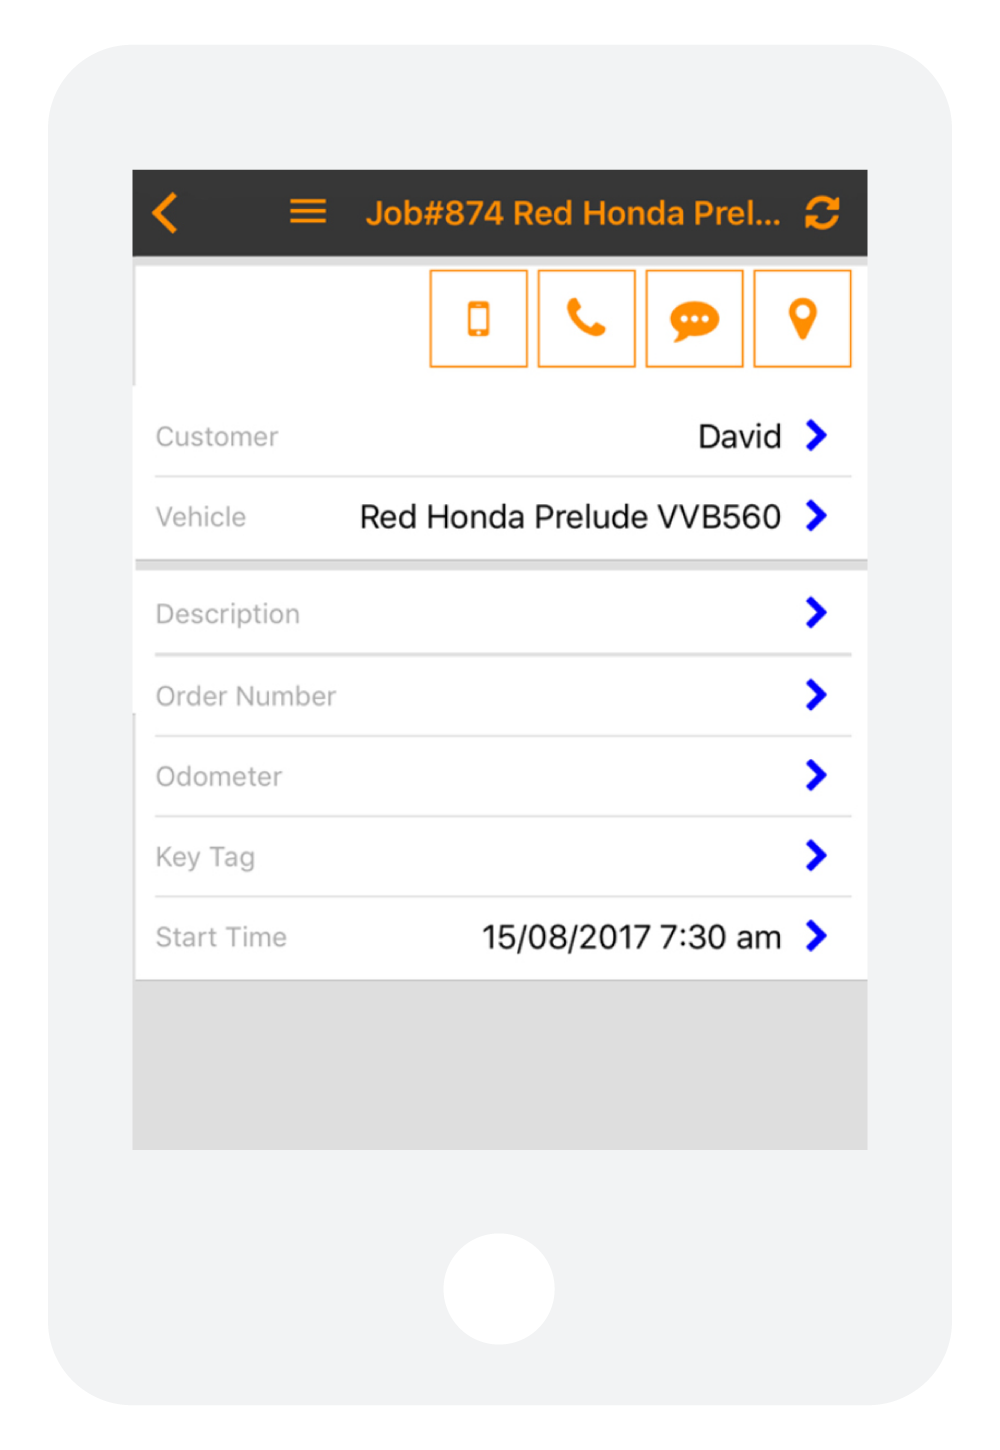 Job#874 Red Honda Prel...
Customer David
Vehicle Red Honda Prelude VVB560
Description
Order Number
Odometer
Key Tag
Start Time 15/08/2017 7:30 am